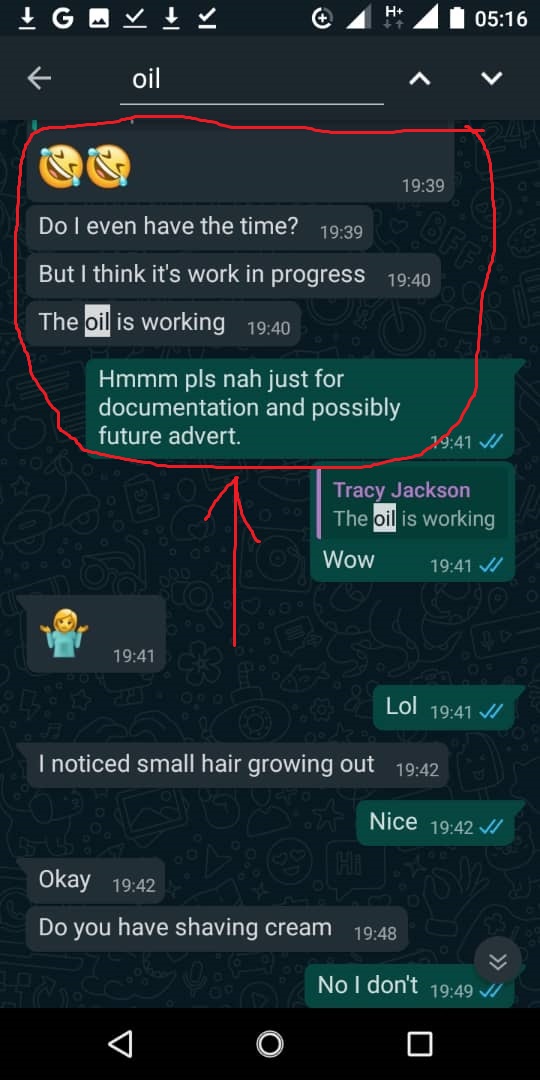 H+
05:16
oil
19:39
Do I even have the time? 19:39
But I think it's work in progress 19:40
The oil is working 19:40
Hmmm pls nah just for
documentation and possibly
future advert.
19:41
Tracy Jackson
The oil is working
Wow 19:41
19:41
Lol 19:41
I noticed small hair growing out 19:42
Nice 19:42
Okay 19:42
Do you have shaving cream 19:48
No I don't 19:49